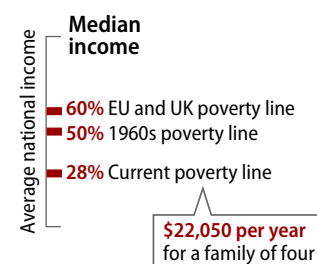 Median
income
Average national income
60% EU and UK poverty line
50% 1960s poverty line
28% Current poverty line
$22,050 per year
for a family of four